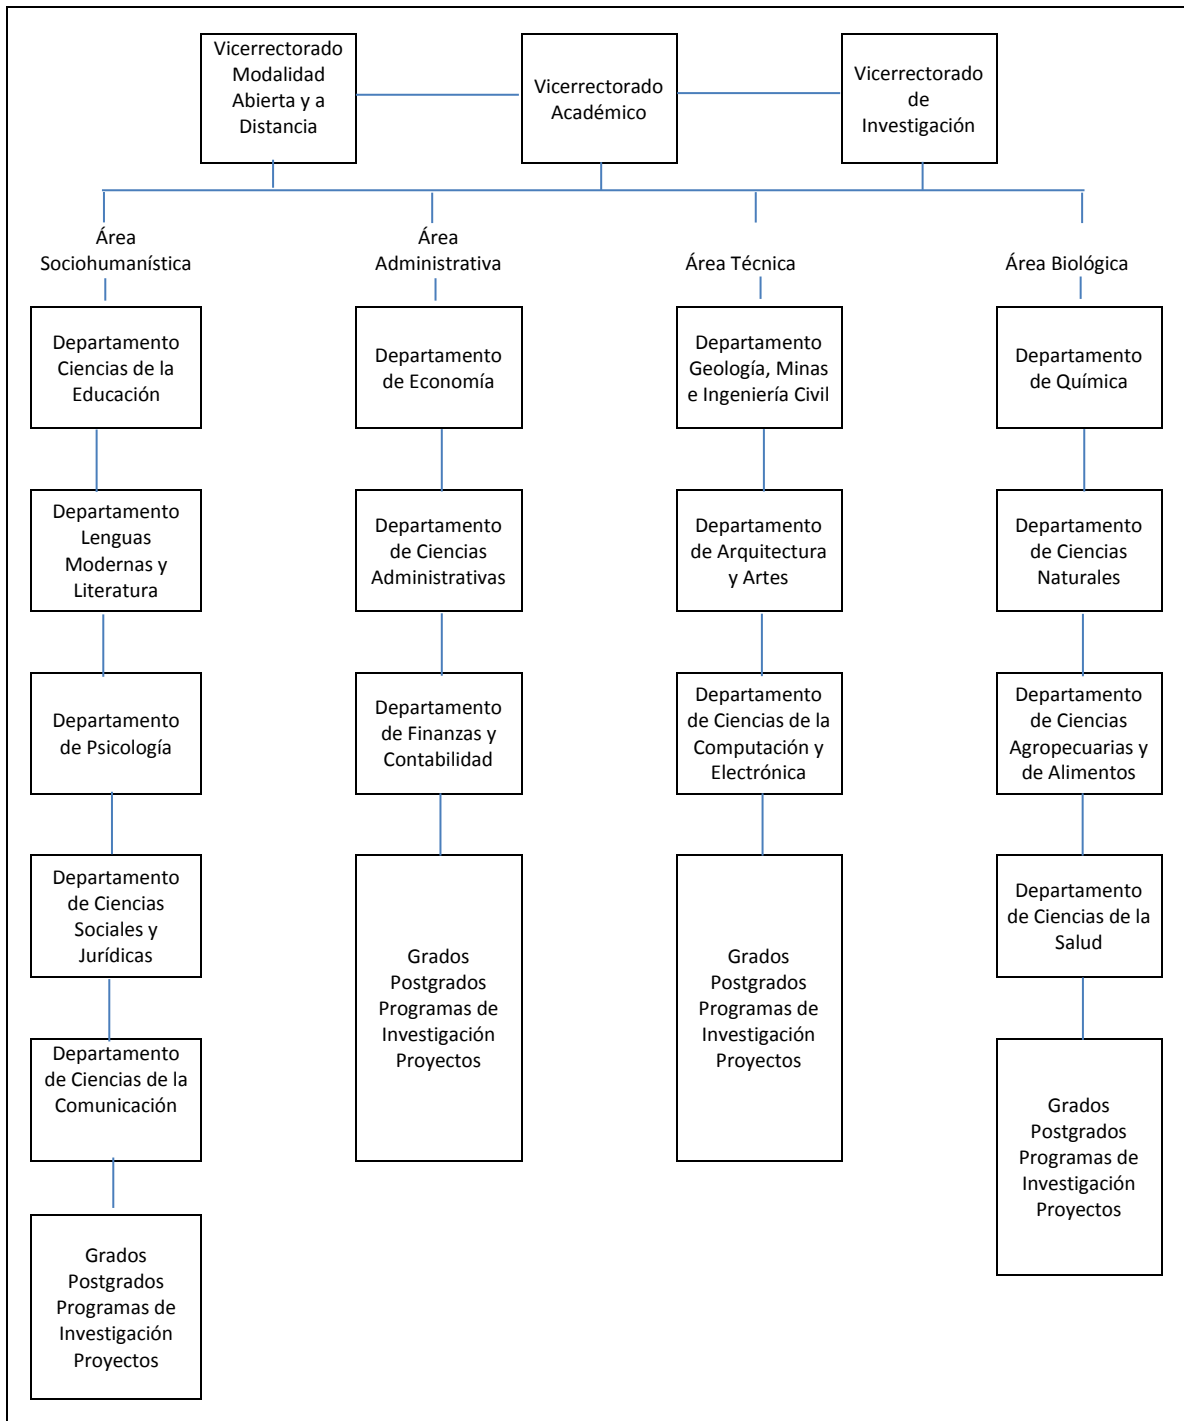 Vicerrectorado
Modalidad
Abierta y a
Distancia
Vicerrectorado
Académico
Vicerrectorado
de
Investigación
Área
Sociohumanística
Área
Administrativa
Área Técnica
Área Biológica
Departamento
Ciencias de la
Educación
Departamento
de Economía
Departamento
Geología, Minas
e Ingeniería Civil
Departamento
de Química
Departamento
Lenguas
Modernas y
Literatura
Departamento
de Ciencias
Administrativas
Departamento
de Arquitectura
y Artes
Departamento
de Ciencias
Naturales
Departamento
de Psicología
Departamento
de Finanzas y
Contabilidad
Departamento
de Ciencias de la
Computación y
Electrónica
Departamento
de Ciencias
Agropecuarias y
de Alimentos
Departamento
de Ciencias
Sociales y
Jurídicas
Grados
Postgrados
Programas de
Investigación
Proyectos
Grados
Postgrados
Programas de
Investigación
Proyectos
Departamento
de Ciencias de la
Salud
Departamento
de Ciencias de la
Comunicación
Grados
Postgrados
Programas de
Investigación
Proyectos
Grados
Postgrados
Programas de
Investigación
Proyectos